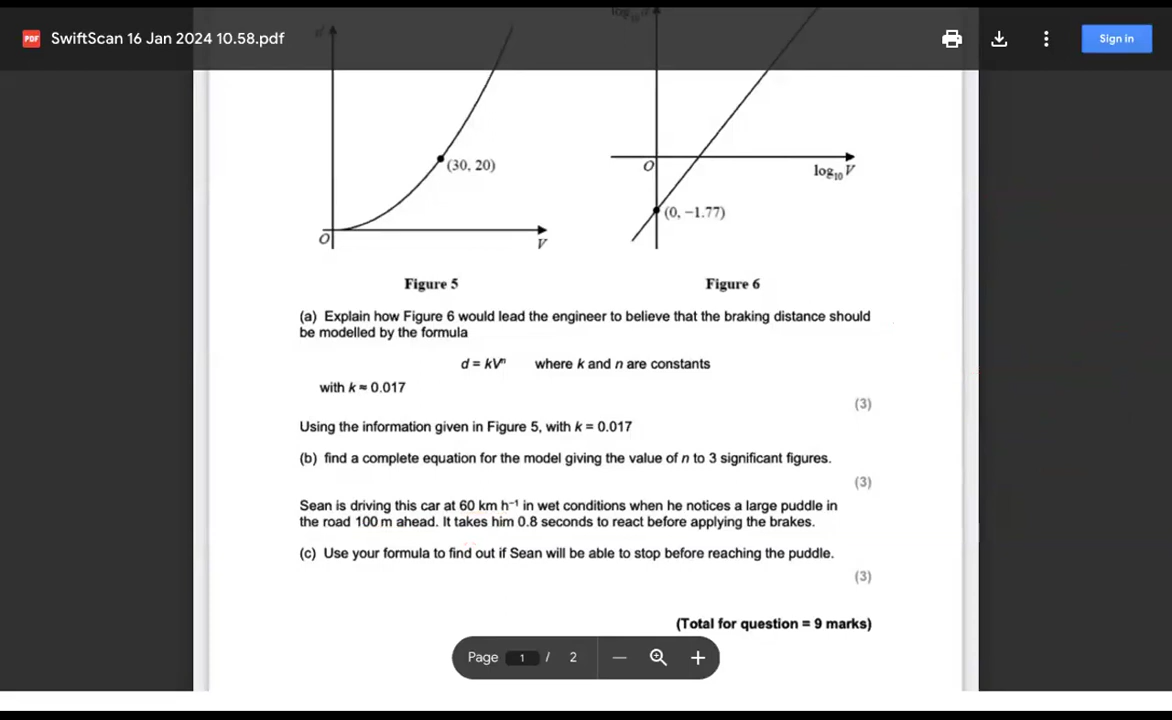 SwiftScan 16 Jan 2024 10.58.pdf
Sign in
d
log₁₀ d
(30, 20)
O
V
O
log₁₀ V
(0, −1.77)
Figure 5
Figure 6
(a) Explain how Figure 6 would lead the engineer to believe that the braking distance should
be modelled by the formula
d = kVⁿ where k and n are constants
with k ≈ 0.017
(3)
Using the information given in Figure 5, with k = 0.017
(b) find a complete equation for the model giving the value of n to 3 significant figures.
(3)
Sean is driving this car at 60 km h⁻¹ in wet conditions when he notices a large puddle in
the road 100 m ahead. It takes him 0.8 seconds to react before applying the brakes.
(c) Use your formula to find out if Sean will be able to stop before reaching the puddle.
(3)
(Total for question = 9 marks)
Page 1 / 2